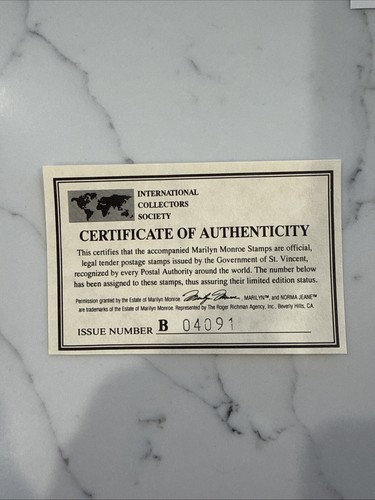 INTERNATIONAL
COLLECTORS
SOCIETY
CERTIFICATE OF AUTHENTICITY
This certifies that the accompanied Marilyn Monroe Stamps are official,
legal tender postage stamps issued by the Government of St. Vincent,
recognized by every Postal Authority around the world. The number below
has been assigned to these stamps, thus assuring their limited edition status.
Permission granted by the Estate of Marilyn Monroe. Marilyn Monroe, MARILYN™, and NORMA JEANE™
are trademarks of the Estate of Marilyn Monroe. Represented by The Roger Richman Agency, Inc., Beverly Hills, CA.
ISSUE NUMBER B 04091